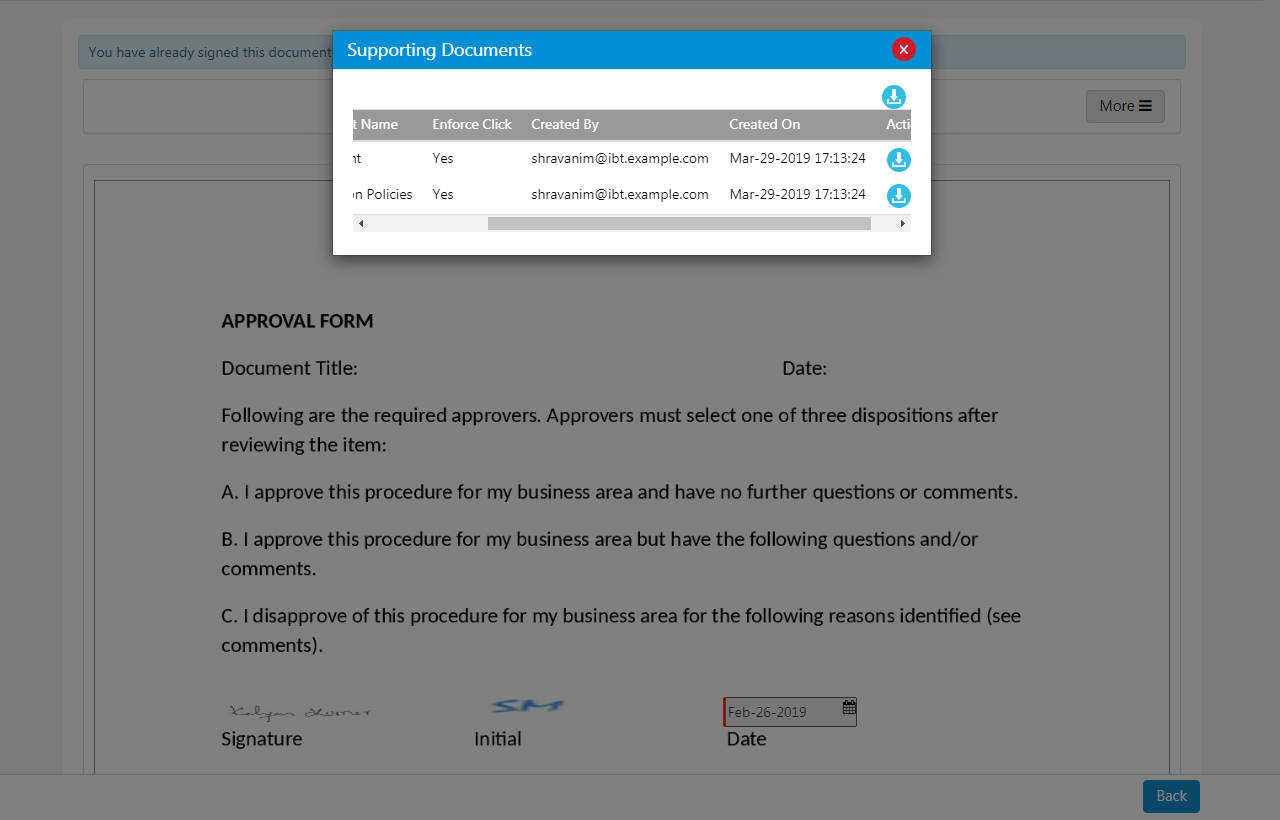 You have already signed this document
Supporting Documents
More
t Name Enforce Click Created By Created On Acti
nt Yes shravanim@ibt.example.com Mar-29-2019 17:13:24
on Policies Yes shravanim@ibt.example.com Mar-29-2019 17:13:24
APPROVAL FORM
Document Title: Date:
Following are the required approvers. Approvers must select one of three dispositions after
reviewing the item:
A. I approve this procedure for my business area and have no further questions or comments.
B. I approve this procedure for my business area but have the following questions and/or
comments.
C. I disapprove of this procedure for my business area for the following reasons identified (see
comments).
Feb-26-2019
Signature Initial Date
Back